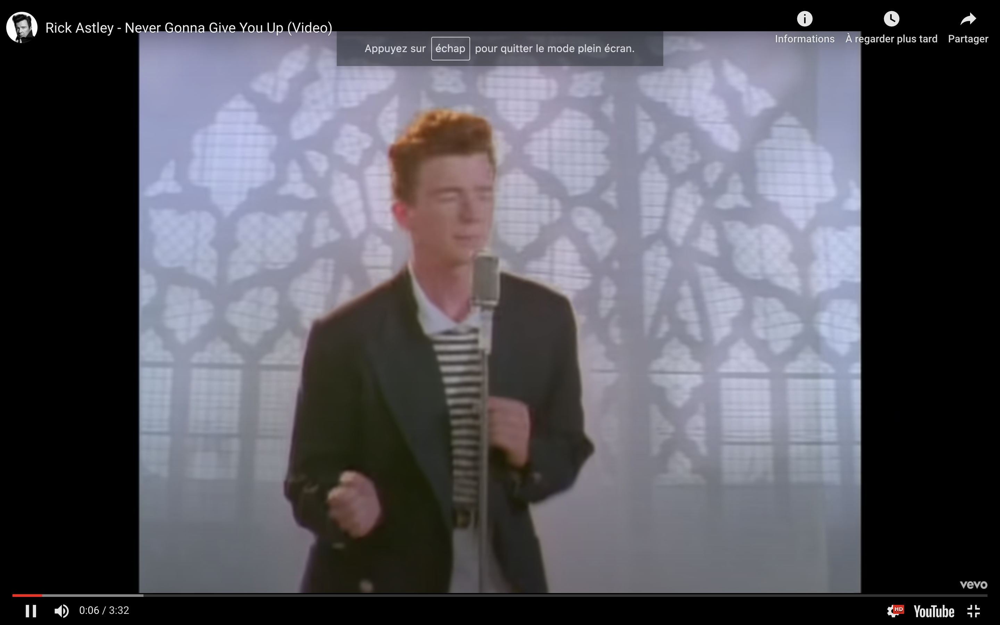 Rick Astley - Never Gonna Give You Up (Video)
Informations
À regarder plus tard
Partager
Appuyez sur échap pour quitter le mode plein écran.
vevo
0:06 / 3:32
HD
YouTube